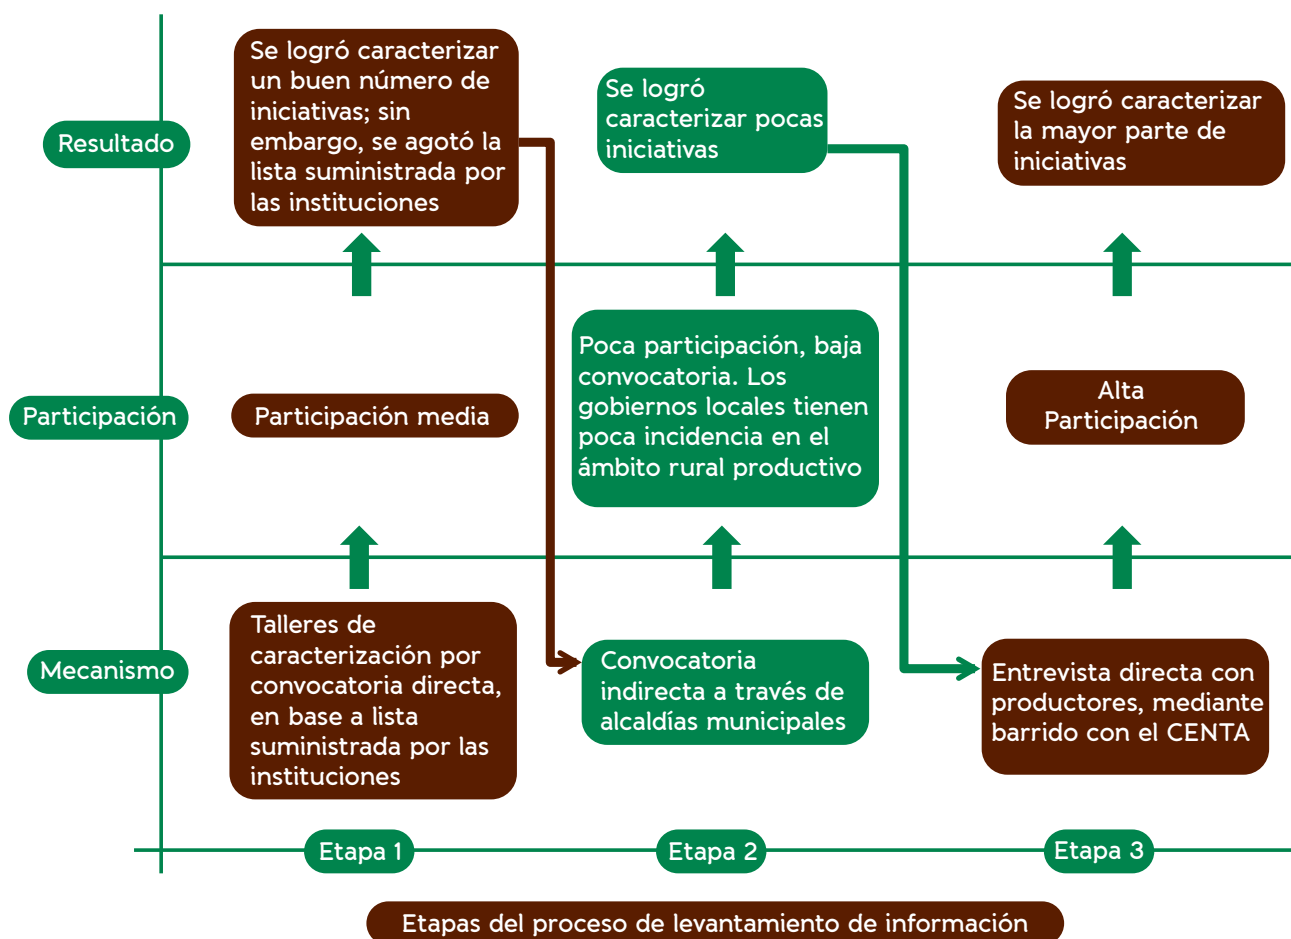 Resultado
Se logró caracterizar
un buen número de
iniciativas; sin
embargo, se agotó la
lista suministrada por
las instituciones
Se logró
caracterizar pocas
iniciativas
Se logró caracterizar
la mayor parte de
iniciativas
Participación
Participación media
Poca participación, baja
convocatoria. Los
gobiernos locales tienen
poca incidencia en el
ámbito rural productivo
Alta
Participación
Mecanismo
Talleres de
caracterización por
convocatoria directa,
en base a lista
suministrada por las
instituciones
Convocatoria
indirecta a través de
alcaldías municipales
Entrevista directa con
productores, mediante
barrido con el CENTA
Etapa 1
Etapa 2
Etapa 3
Etapas del proceso de levantamiento de información